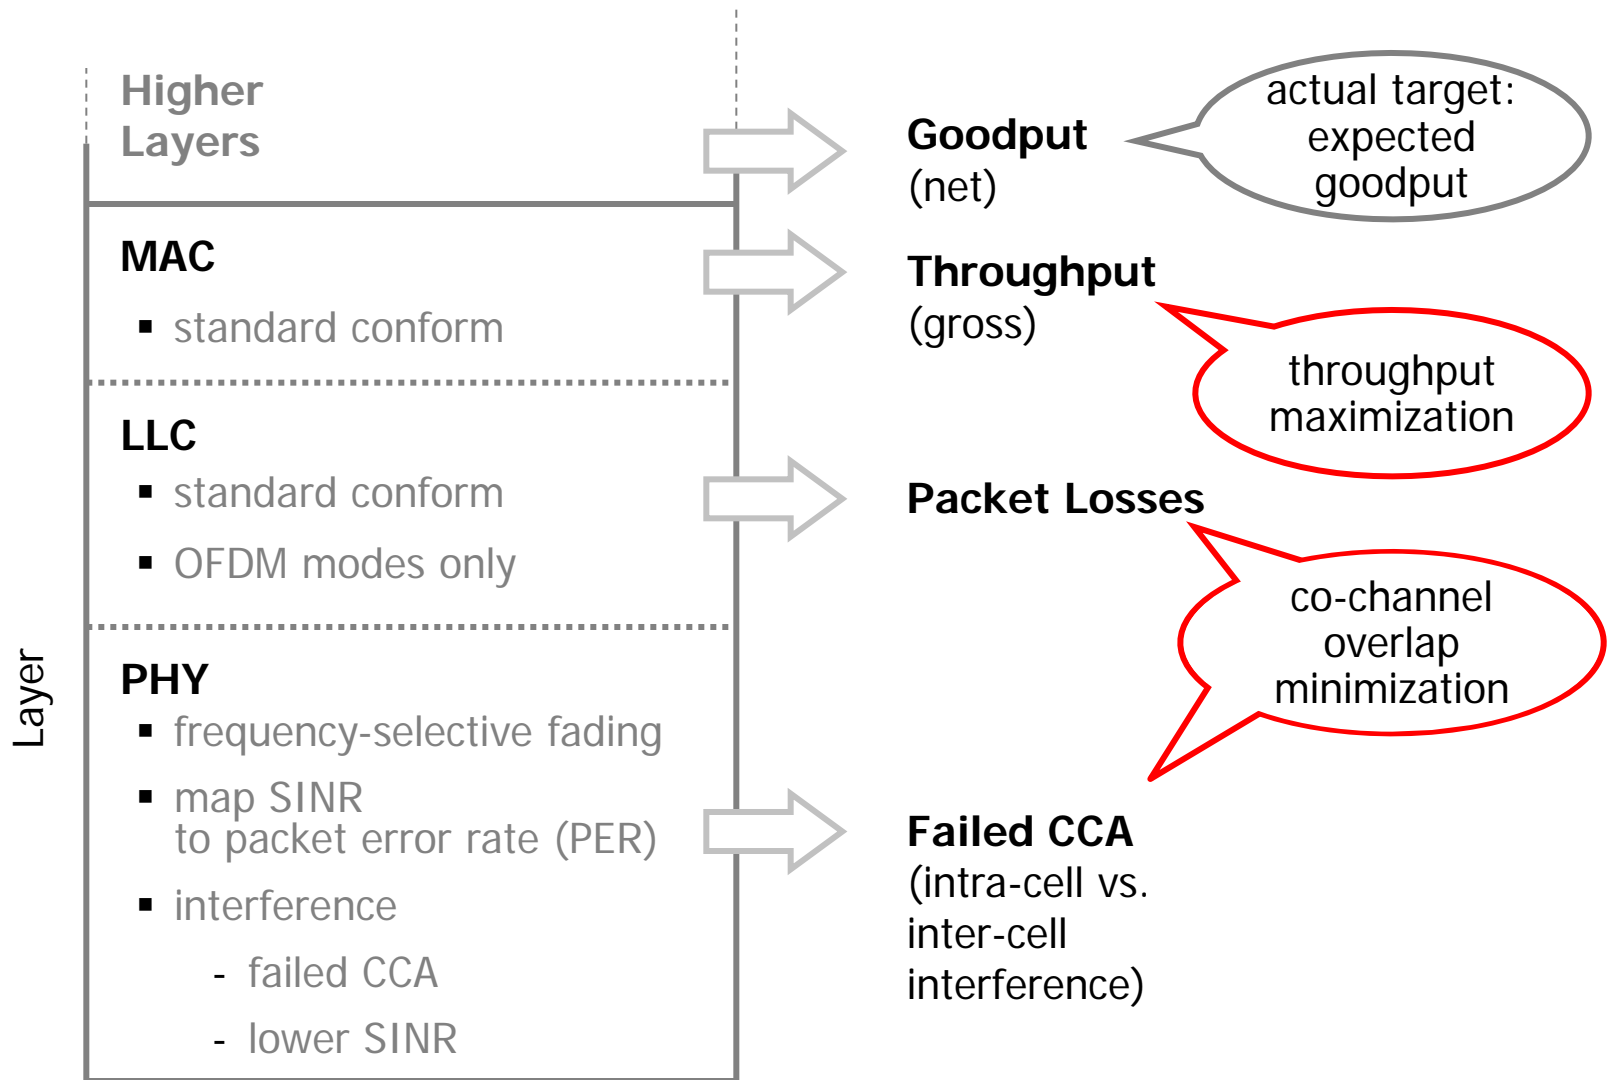 Higher
Layers
MAC
▪ standard conform
LLC
▪ standard conform
▪ OFDM modes only
PHY
▪ frequency-selective fading
▪ map SINR
to packet error rate (PER)
▪ interference
- failed CCA
- lower SINR
Layer
Goodput
(net)
actual target:
expected
goodput
Throughput
(gross)
throughput
maximization
Packet Losses
co-channel
overlap
minimization
Failed CCA
(intra-cell vs.
inter-cell
interference)